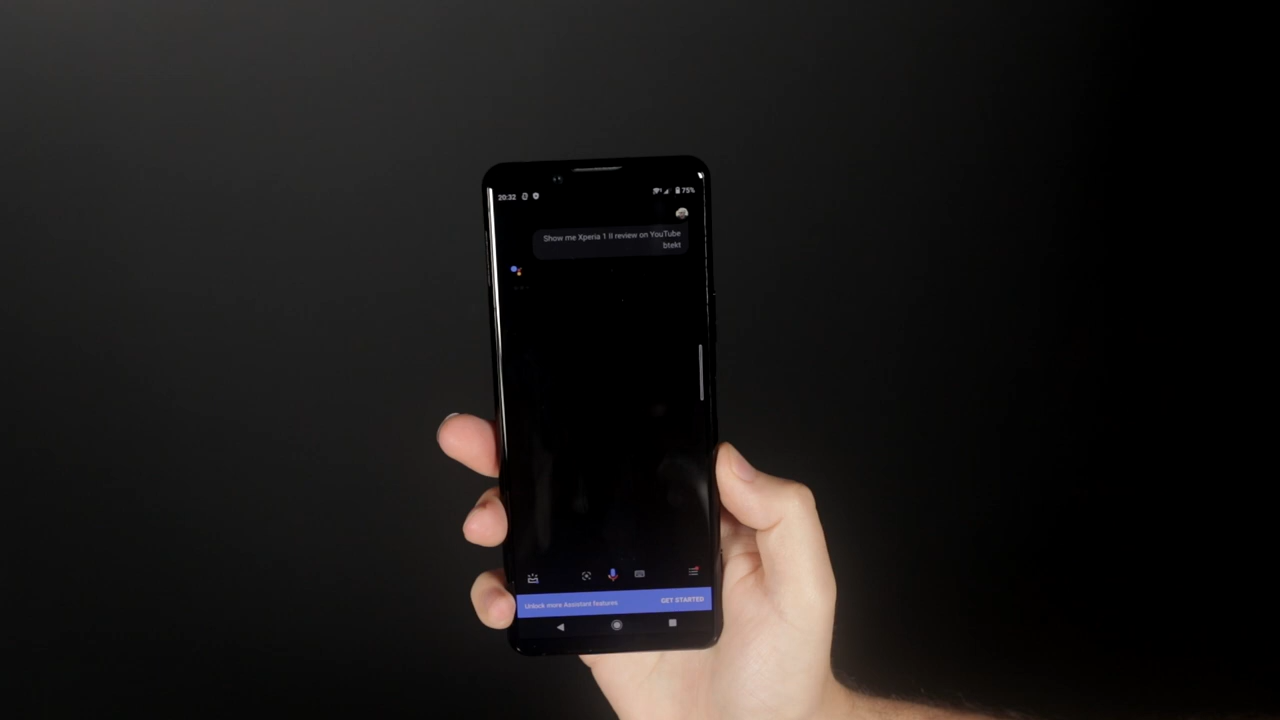 20:32 75%
Show me Xperia 1 II review on YouTube
btekt
Unlock more Assistant features GET STARTED